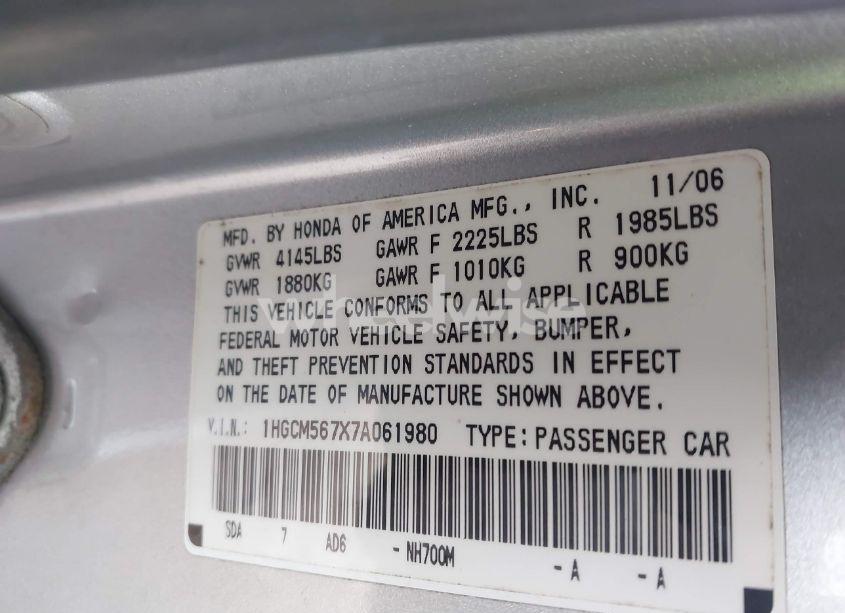 MFD. BY HONDA OF AMERICA MFG., INC. 11/06
GVWR 4145LBS GAWR F 2225LBS R 1985LBS
GVWR 1880KG GAWR F 1010KG R 900KG
THIS VEHICLE CONFORMS TO ALL APPLICABLE
FEDERAL MOTOR VEHICLE SAFETY, BUMPER,
AND THEFT PREVENTION STANDARDS IN EFFECT
ON THE DATE OF MANUFACTURE SHOWN ABOVE.
V.I.N.: 1HGCM567X7A061980 TYPE: PASSENGER CAR
SDA 7 AD6 - NH700M - A - A
wheelwise